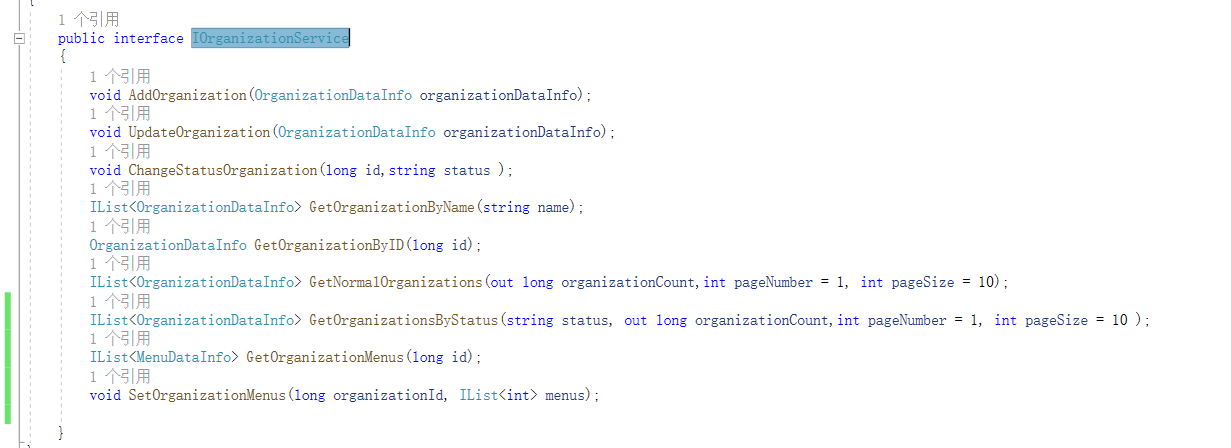 1 个引用
public interface IOrganizationService
{
1 个引用
void AddOrganization(OrganizationDataInfo organizationDataInfo);
1 个引用
void UpdateOrganization(OrganizationDataInfo organizationDataInfo);
1 个引用
void ChangeStatusOrganization(long id,string status );
1 个引用
IList<OrganizationDataInfo> GetOrganizationByName(string name);
1 个引用
OrganizationDataInfo GetOrganizationByID(long id);
1 个引用
IList<OrganizationDataInfo> GetNormalOrganizations(out long organizationCount,int pageNumber = 1, int pageSize = 10);
1 个引用
IList<OrganizationDataInfo> GetOrganizationsByStatus(string status, out long organizationCount,int pageNumber = 1, int pageSize = 10 );
1 个引用
IList<MenuDataInfo> GetOrganizationMenus(long id);
1 个引用
void SetOrganizationMenus(long organizationId, IList<int> menus);
}